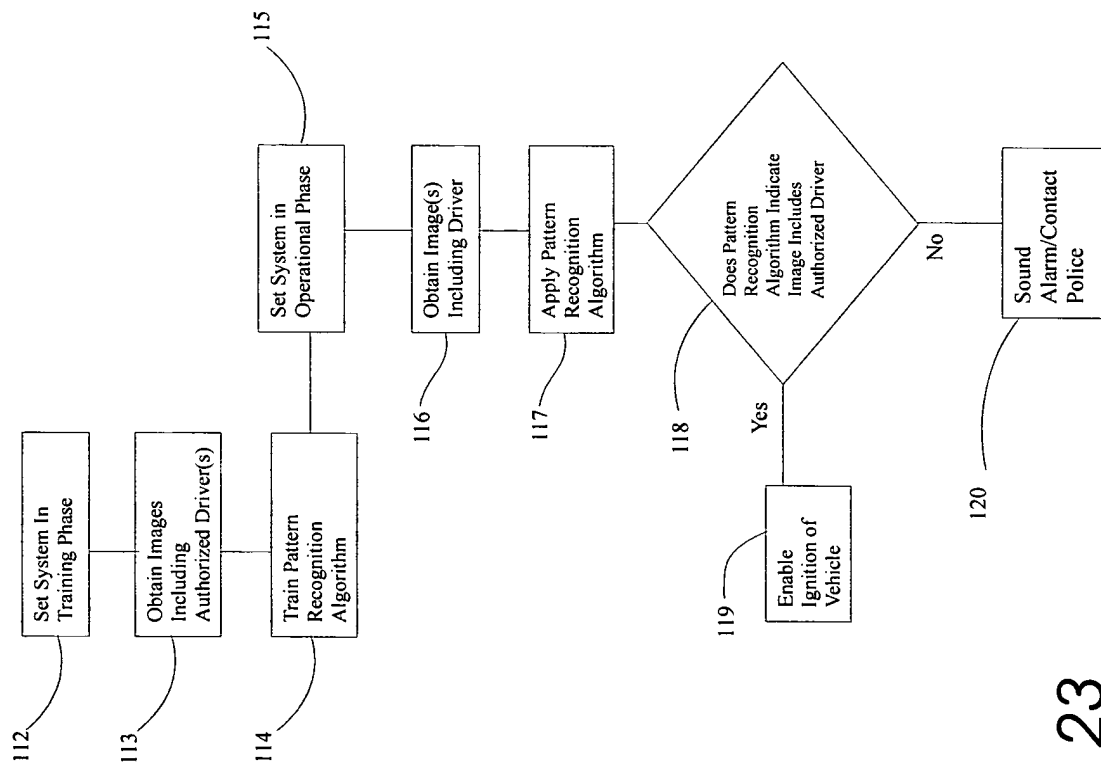 112
Set System In
Training Phase
113
Obtain Images
Including
Authorized Driver(s)
114
Train Pattern
Recognition
Algorithm
115
Set System in
Operational Phase
116
Obtain Image(s)
Including Driver
117
Apply Pattern
Recognition
Algorithm
118
Does Pattern
Recognition
Algorithm Indicate
Image Includes
Authorized Driver
Yes
119
Enable
Ignition of
Vehicle
No
120
Sound
Alarm/Contact
Police
23